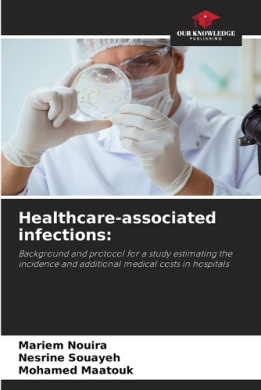 OUR KNOWLEDGE
PUBLISHING
Healthcare-associated
infections:
Background and protocol for a study estimating the
incidence and additional medical costs in hospitals
Mariem Nouira
Nesrine Souayeh
Mohamed Maatouk